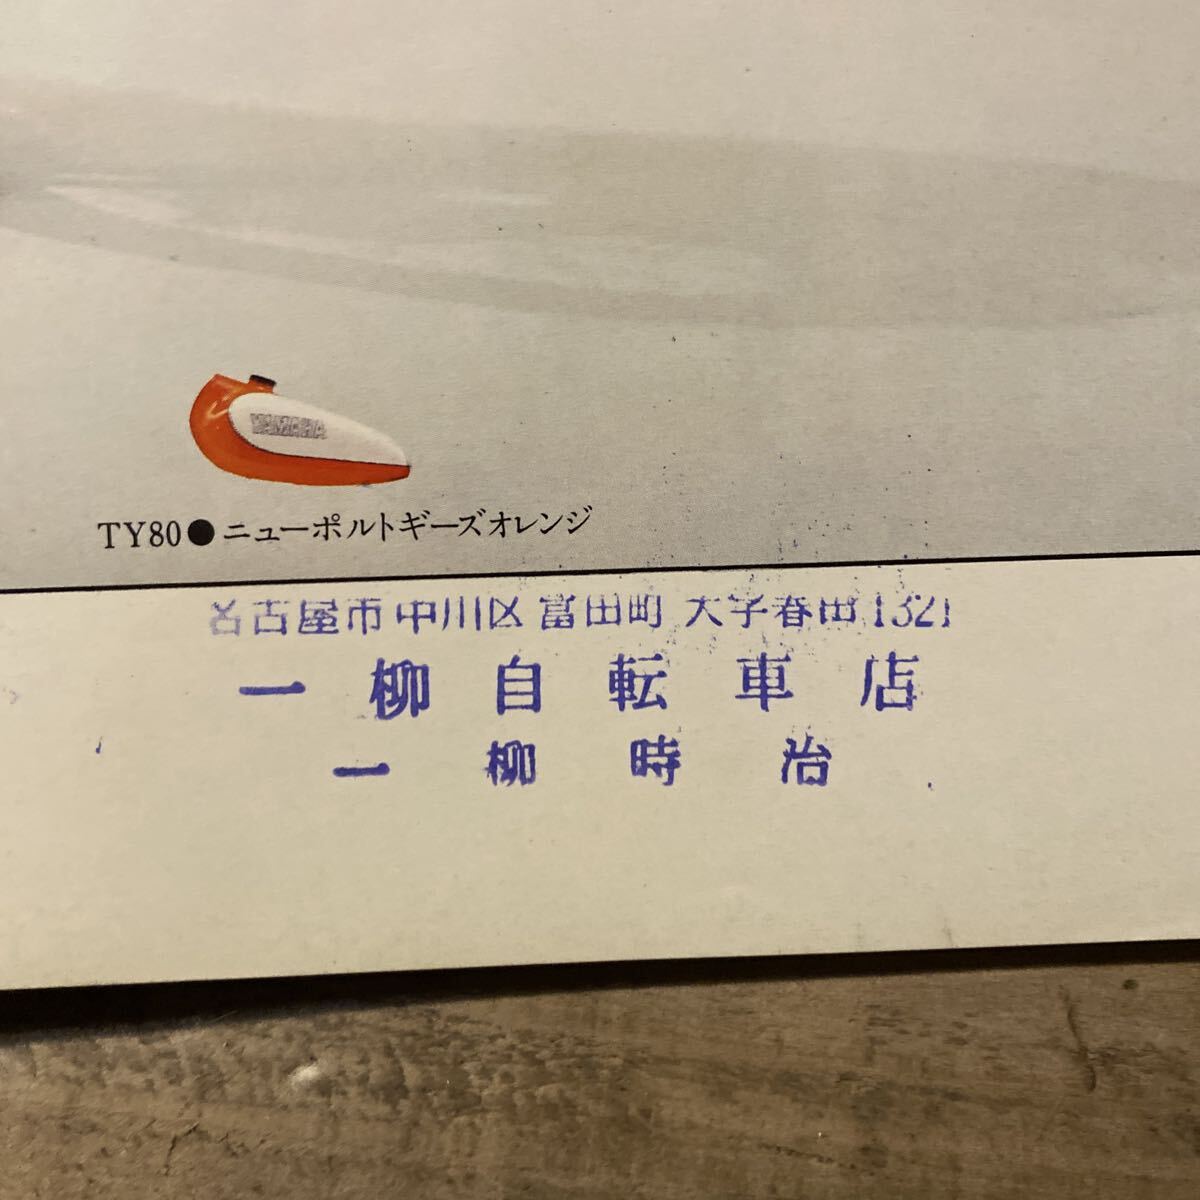 YAMAHA
TY80●ニューポルトギーズオレンジ
名古屋市中川区富田町大字春田1321
一柳自転車店
一柳時治